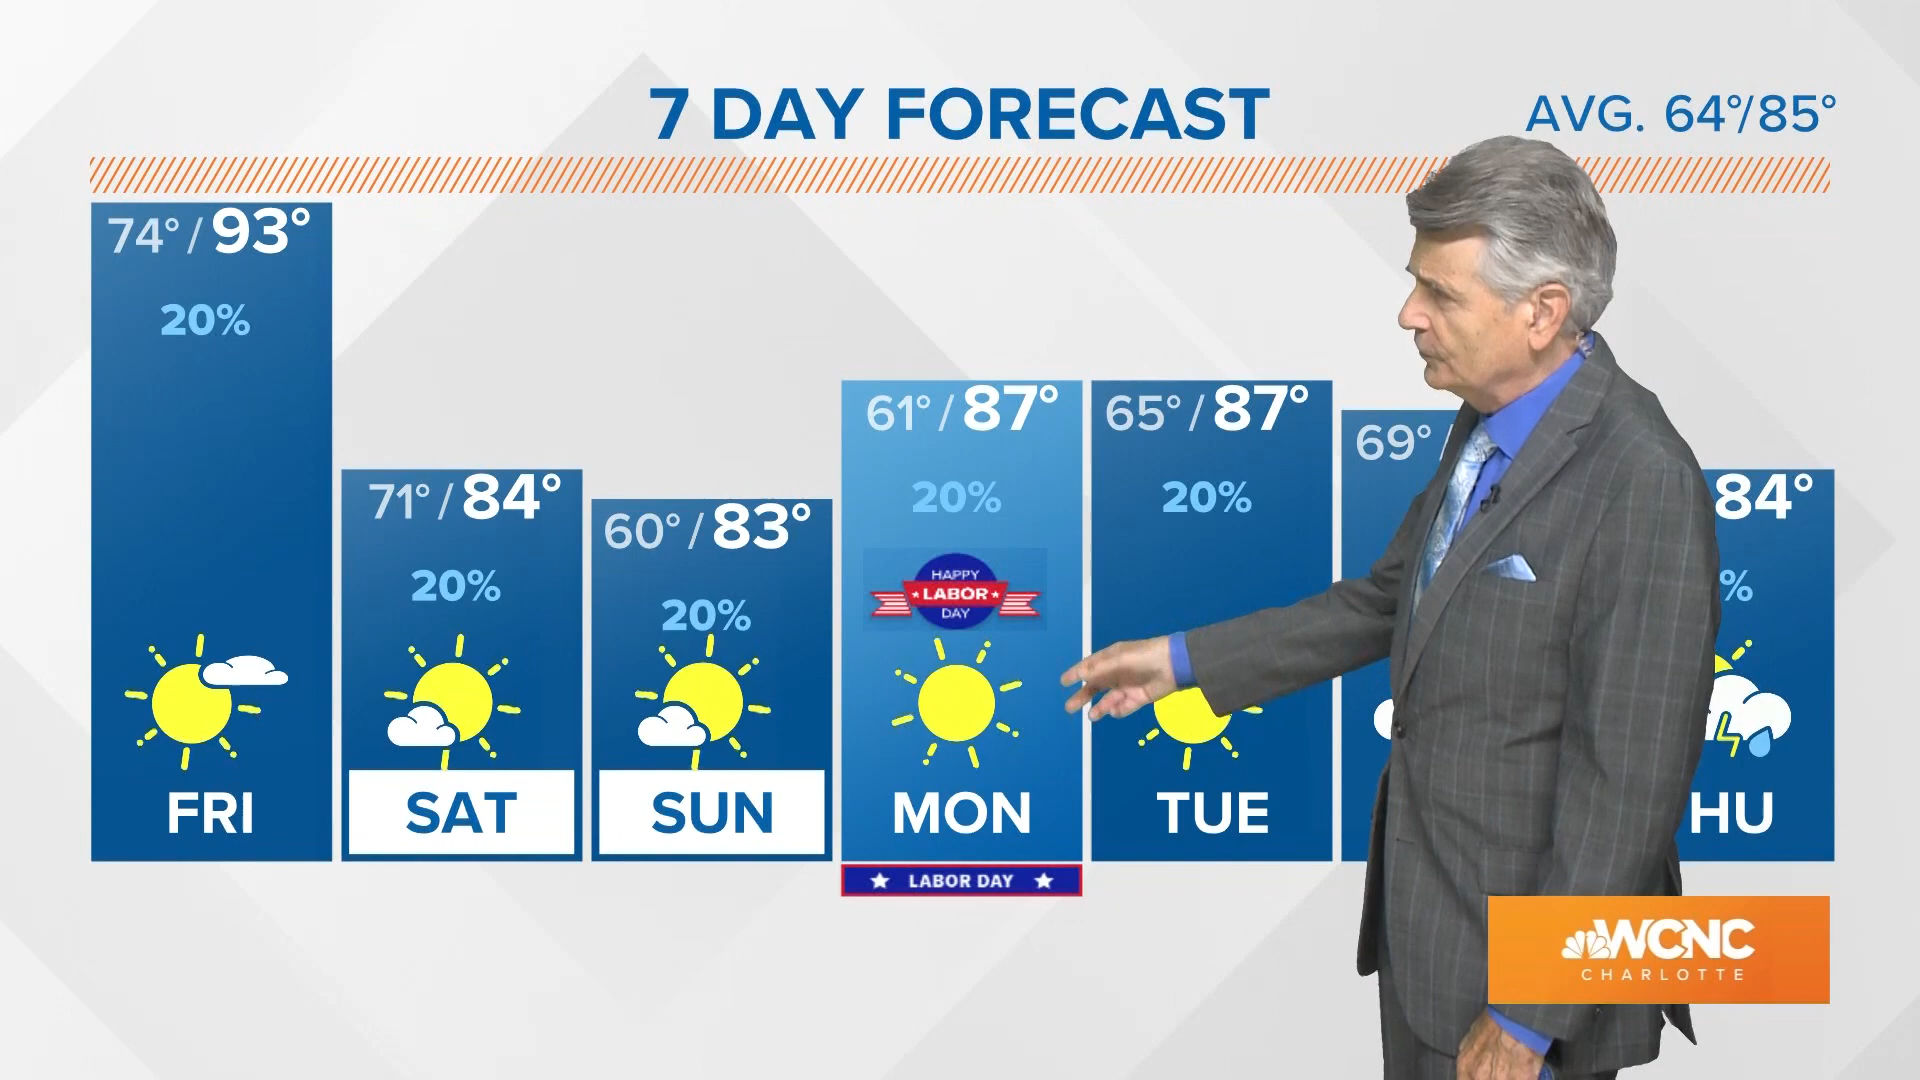 7 DAY FORECAST
AVG. 64°/85°
74° / 93°
20%
FRI
71° / 84°
20%
SAT
60° / 83°
20%
SUN
61° / 87°
20%
HAPPY
LABOR
DAY
MON
LABOR DAY
65° / 87°
20%
TUE
69° /
84°
%
HU
WCNC
CHARLOTTE